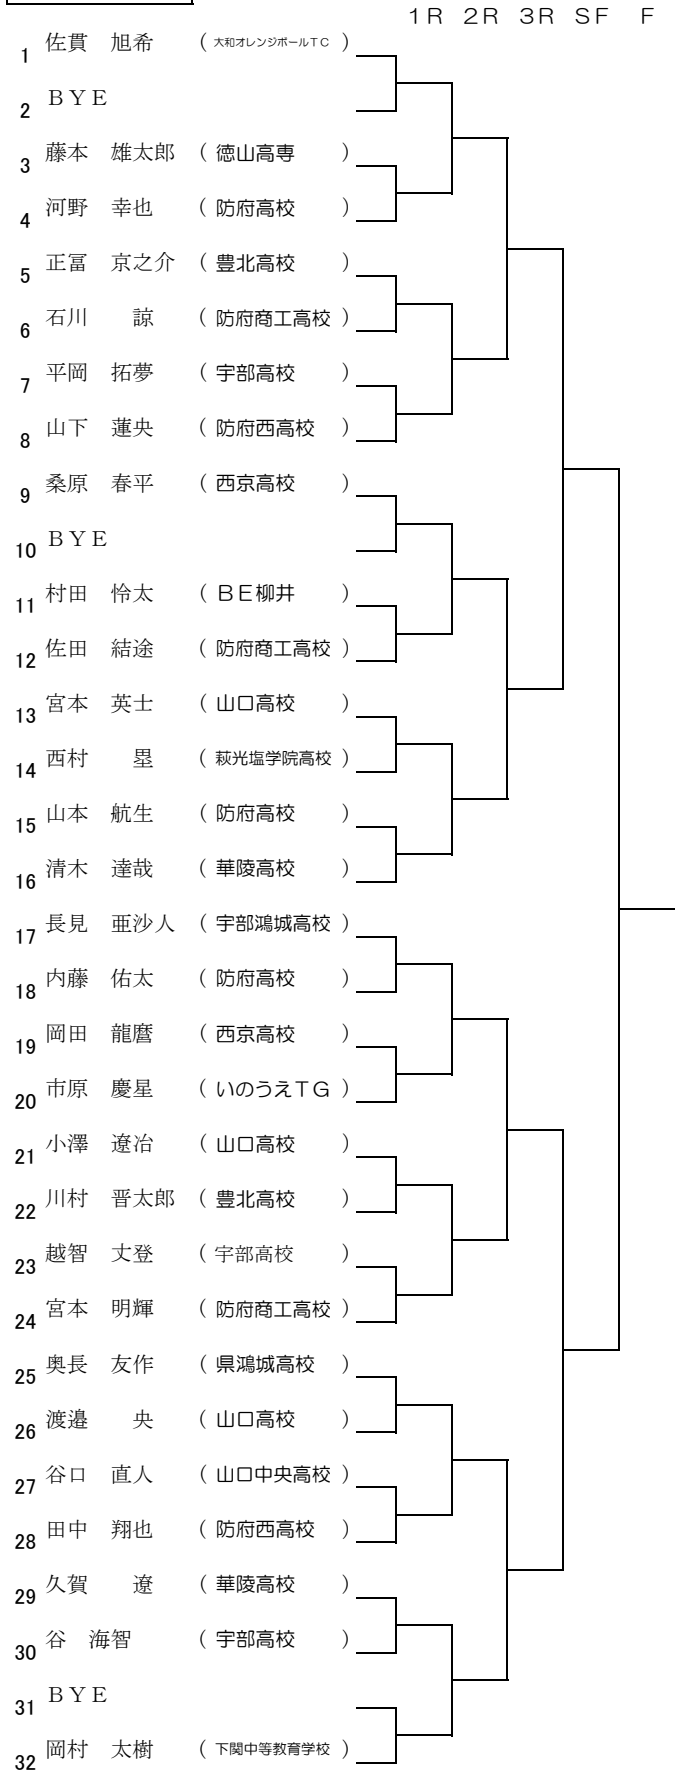 １Ｒ ２Ｒ ３Ｒ ＳＦ Ｆ
1 佐貫　旭希 （ 大和オレンジボールＴＣ ）
2 ＢＹＥ
3 藤本　雄太郎 （ 徳山高専 ）
4 河野　幸也 （ 防府高校 ）
5 正冨　京之介 （ 豊北高校 ）
6 石川　　諒 （ 防府商工高校 ）
7 平岡　拓夢 （ 宇部高校 ）
8 山下　蓮央 （ 防府西高校 ）
9 桑原　春平 （ 西京高校 ）
10 ＢＹＥ
11 村田　怜太 （ ＢＥ柳井 ）
12 佐田　結途 （ 防府商工高校 ）
13 宮本　英士 （ 山口高校 ）
14 西村　　塁 （ 萩光塩学院高校 ）
15 山本　航生 （ 防府高校 ）
16 清木　達哉 （ 華陵高校 ）
17 長見　亜沙人 （ 宇部鴻城高校 ）
18 内藤　佑太 （ 防府高校 ）
19 岡田　龍麿 （ 西京高校 ）
20 市原　慶星 （ いのうえＴＧ ）
21 小澤　遼冶 （ 山口高校 ）
22 川村　晋太郎 （ 豊北高校 ）
23 越智　丈登 （ 宇部高校 ）
24 宮本　明輝 （ 防府商工高校 ）
25 奥長　友作 （ 県鴻城高校 ）
26 渡邉　　央 （ 山口高校 ）
27 谷口　直人 （ 山口中央高校 ）
28 田中　翔也 （ 防府西高校 ）
29 久賀　　遼 （ 華陵高校 ）
30 谷　海智 （ 宇部高校 ）
31 ＢＹＥ
32 岡村　太樹 （ 下関中等教育学校 ）